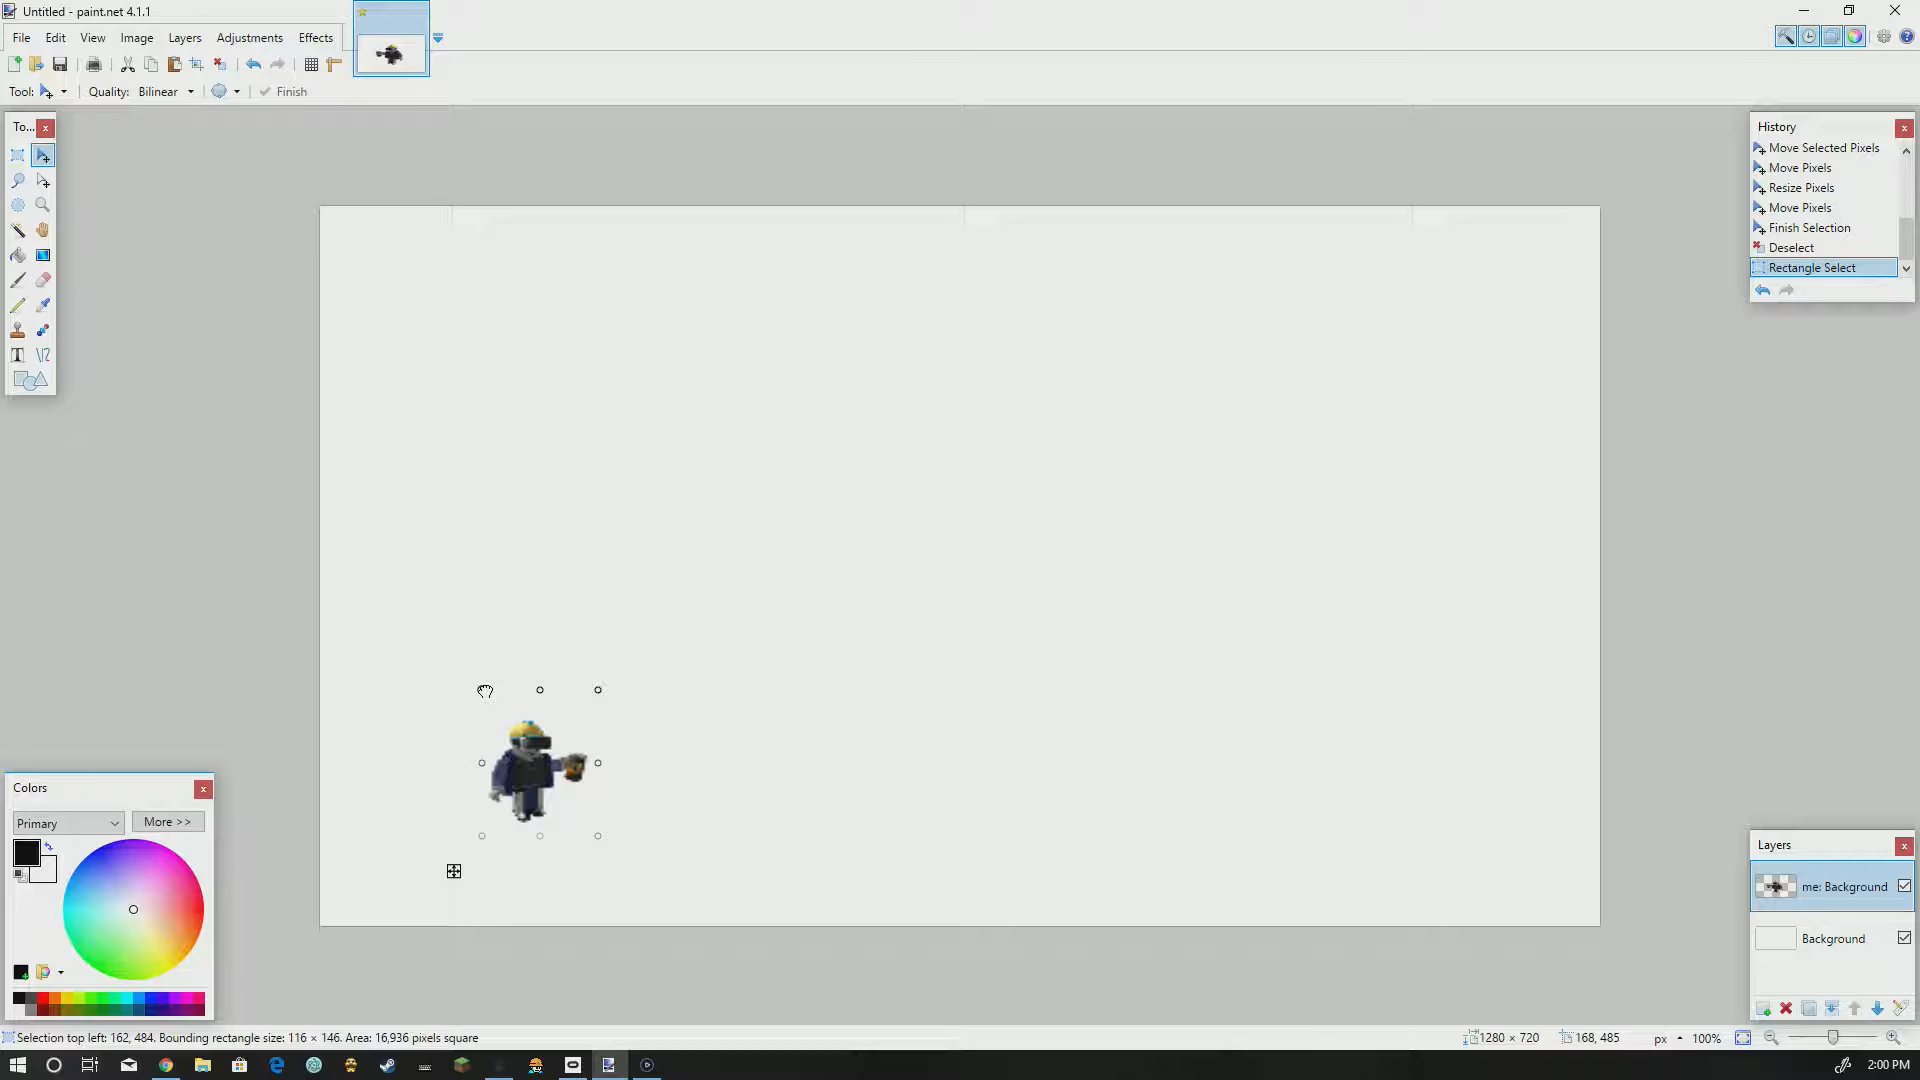 Untitled - paint.net 4.1.1
File Edit View Image Layers Adjustments Effects
Tool: Quality: Bilinear Finish
To...
History
Move Selected Pixels
Move Pixels
Resize Pixels
Move Pixels
Finish Selection
Deselect
Rectangle Select
Colors
Primary
More >>
Layers
me: Background
Background
Selection top left: 162, 484. Bounding rectangle size: 116 × 146. Area: 16,936 pixels square
1280 × 720
168, 485
px
100%
2:00 PM